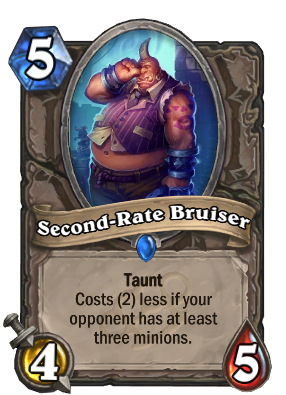 5
Second-Rate Bruiser
Taunt
Costs (2) less if your
opponent has at least
three minions.
4
5